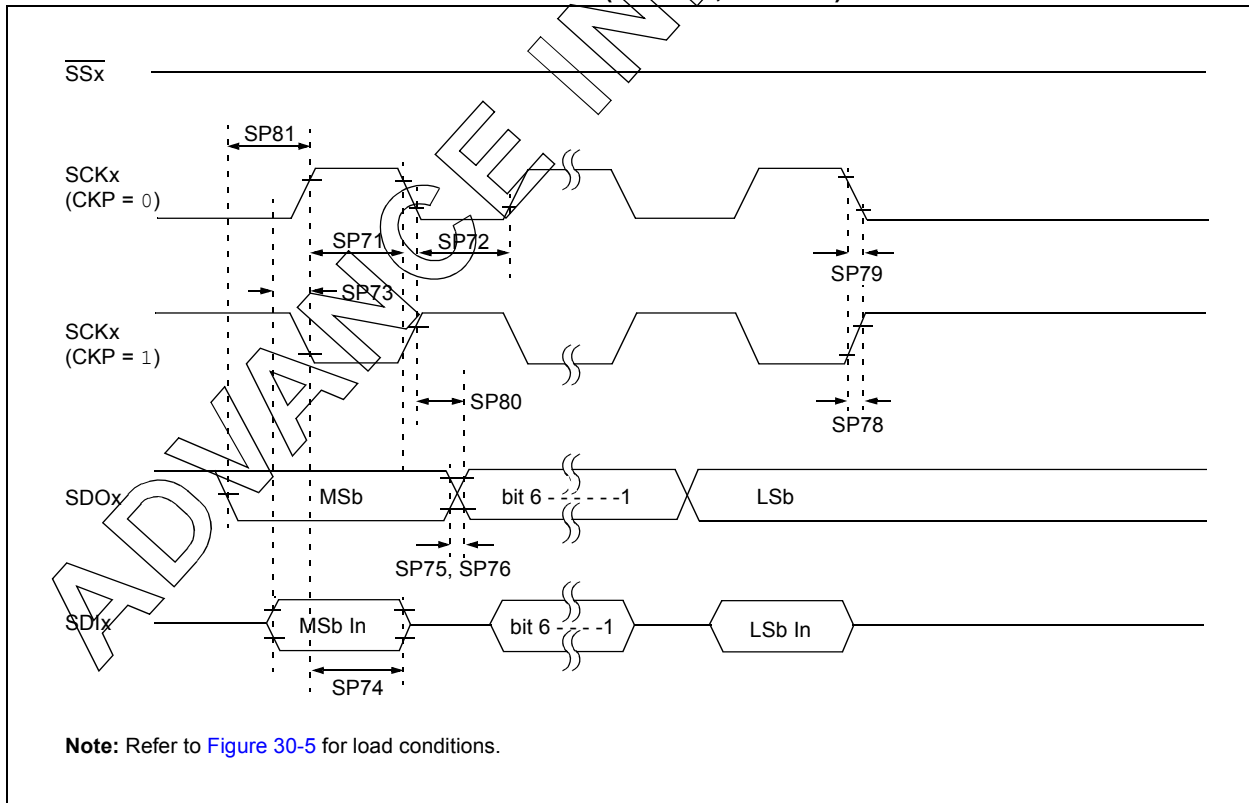 SSx
SP81
SCKx
(CKP = 0)
SP71
SP72
SP79
SP73
SCKx
(CKP = 1)
SP80
SP78
SDOx
MSb
bit 6 - - - - - -1
LSb
SP75, SP76
SDIx
MSb In
bit 6 - - - - -1
LSb In
SP74
Note: Refer to Figure 30-5 for load conditions.
ADVANCE IN